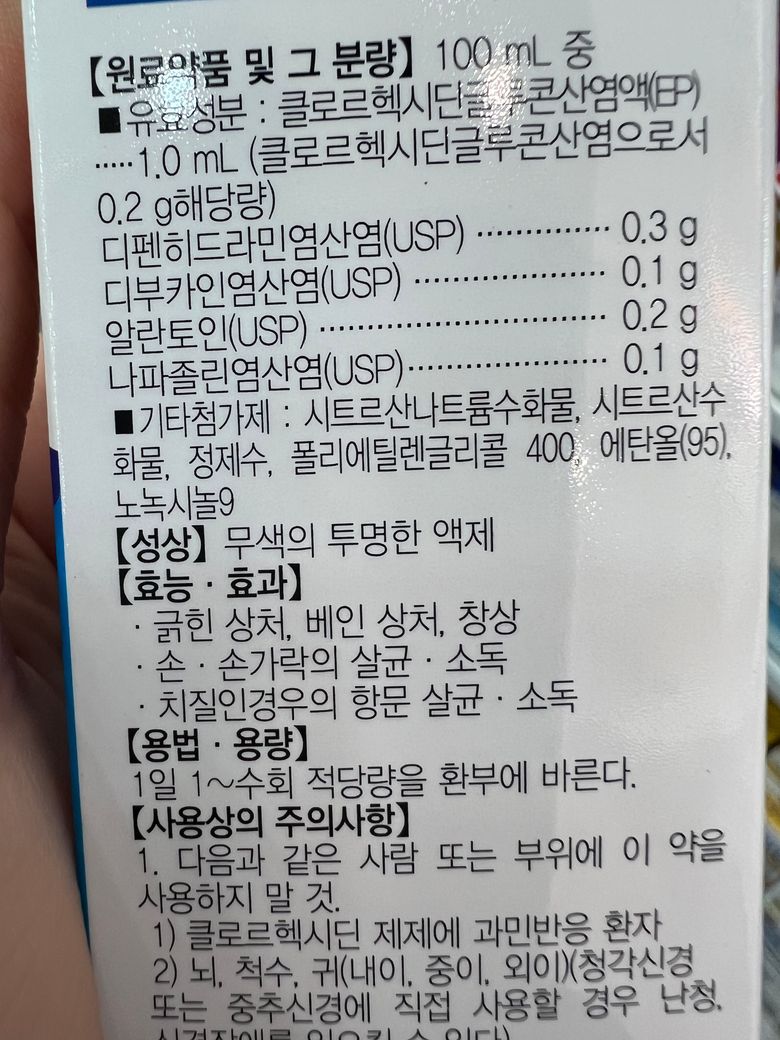 【원료약품 및 그 분량】 100 mL 중
■ 유효성분 : 클로르헥시딘글루콘산염액(EP)
·····1.0 mL (클로르헥시딘글루콘산염으로서
0.2 g해당량)
디펜히드라민염산염(USP) ·············· 0.3 g
디부카인염산염(USP) ···················· 0.1 g
알란토인(USP) ······························ 0.2 g
나파졸린염산염(USP)····················· 0.1 g
■ 기타첨가제 : 시트르산나트륨수화물, 시트르산수
화물, 정제수, 폴리에틸렌글리콜 400, 에탄올(95),
노녹시놀9
【성상】 무색의 투명한 액제
【효능 · 효과】
· 긁힌 상처, 베인 상처, 창상
· 손 · 손가락의 살균 · 소독
· 치질인경우의 항문 살균 · 소독
【용법 · 용량】
1일 1～수회 적당량을 환부에 바른다.
【사용상의 주의사항】
1. 다음과 같은 사람 또는 부위에 이 약을
사용하지 말 것.
1) 클로르헥시딘 제제에 과민반응 환자
2) 뇌, 척수, 귀(내이, 중이, 외이)(청각신경
또는 중추신경에 직접 사용할 경우 난청,